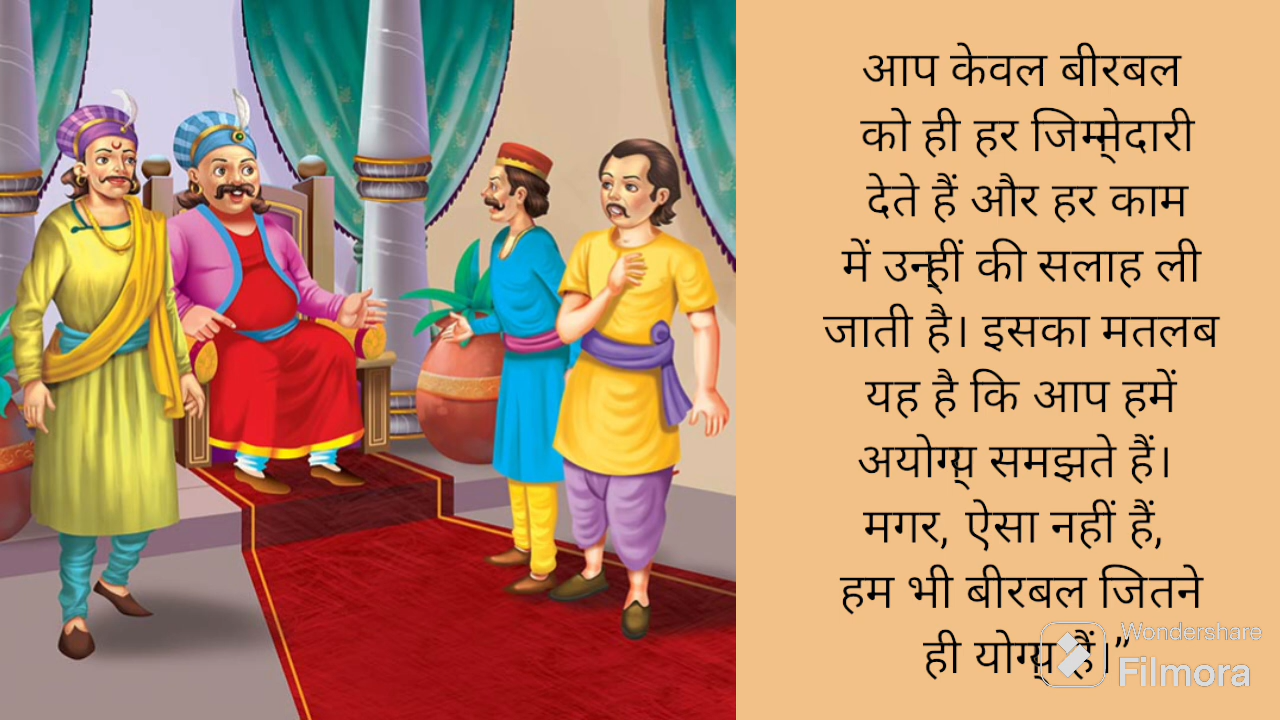 आप केवल बीरबल
को ही हर जिम्मेदारी
देते हैं और हर काम
में उन्हीं की सलाह ली
जाती है। इसका मतलब
यह है कि आप हमें
अयोग्य समझते हैं।
मगर, ऐसा नहीं हैं,
हम भी बीरबल जितने
ही योग्य हैं।”
Wondershare
Filmora